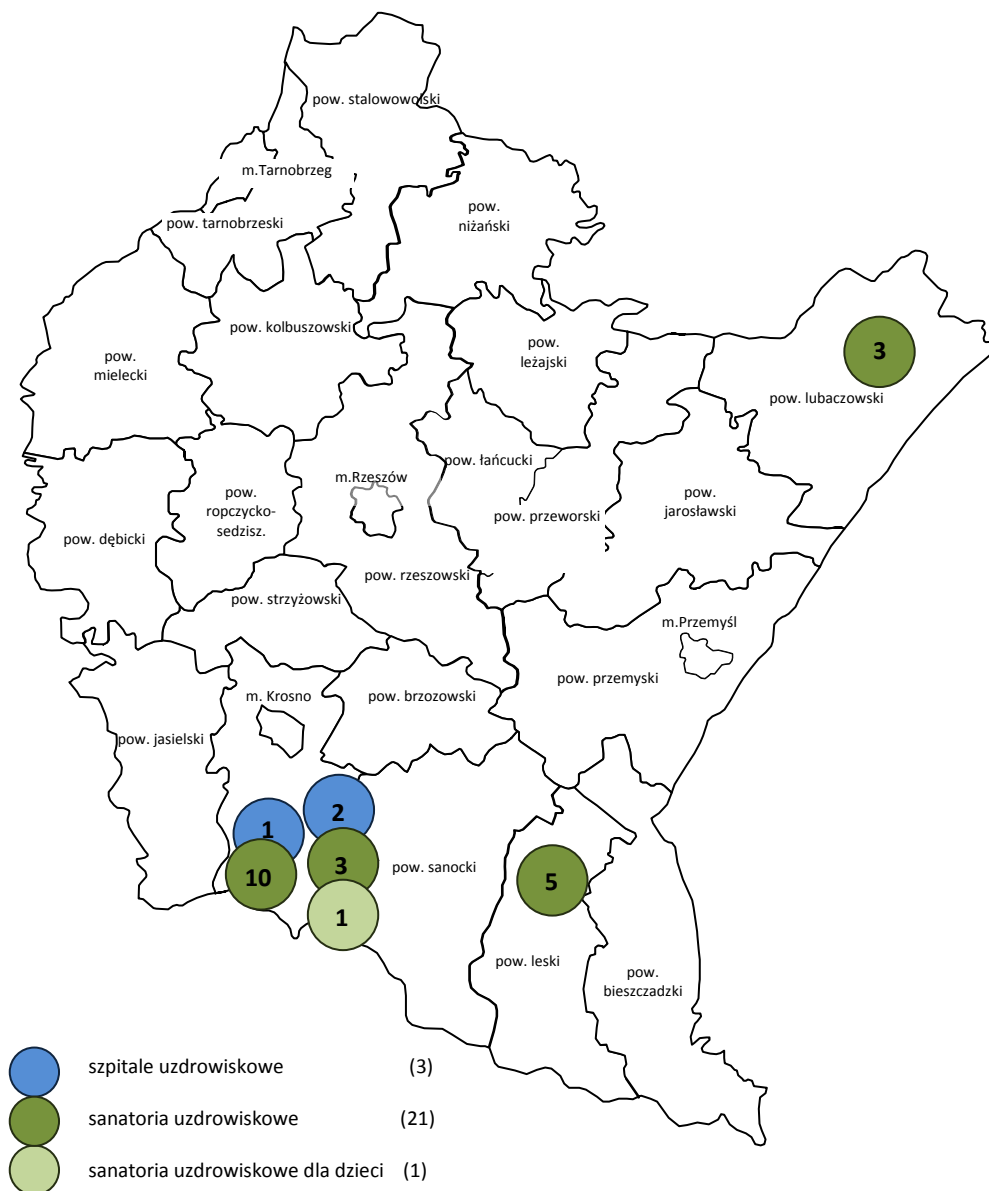 pow. stalowowolski
m.Tarnobrzeg
pow. tarnobrzeski
pow.
niżański
pow. kolbuszowski
pow.
mielecki
pow.
leżajski
3
pow. lubaczowski
pow. łańcucki
m.Rzeszów
pow.
ropczycko-
sedzisz.
pow. przeworski
pow.
jarosławski
pow. dębicki
pow. rzeszowski
pow. strzyżowski
m.Przemyśl
pow. przemyski
m. Krosno
pow. brzozowski
pow. jasielski
2
1
3
10
1
pow. sanocki
5
pow. leski
pow.
bieszczadzki
szpitale uzdrowiskowe (3)
sanatoria uzdrowiskowe (21)
sanatoria uzdrowiskowe dla dzieci (1)